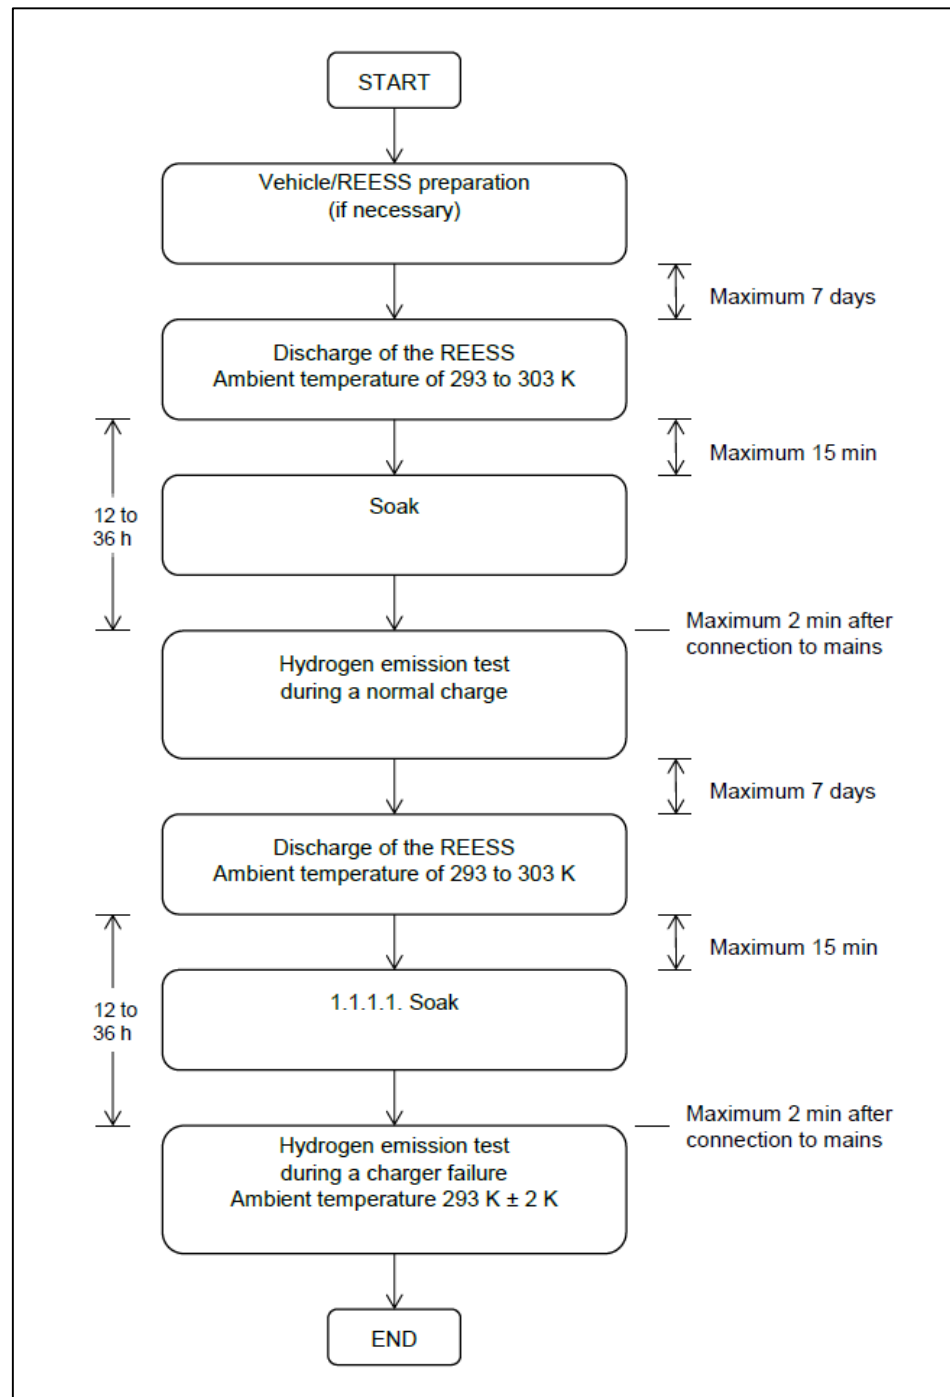 START
Vehicle/REESS preparation
(if necessary)
Maximum 7 days
Discharge of the REESS
Ambient temperature of 293 to 303 K
Maximum 15 min
12 to
36 h
Soak
Maximum 2 min after
connection to mains
Hydrogen emission test
during a normal charge
Maximum 7 days
Discharge of the REESS
Ambient temperature of 293 to 303 K
Maximum 15 min
12 to
36 h
1.1.1.1. Soak
Maximum 2 min after
connection to mains
Hydrogen emission test
during a charger failure
Ambient temperature 293 K ± 2 K
END